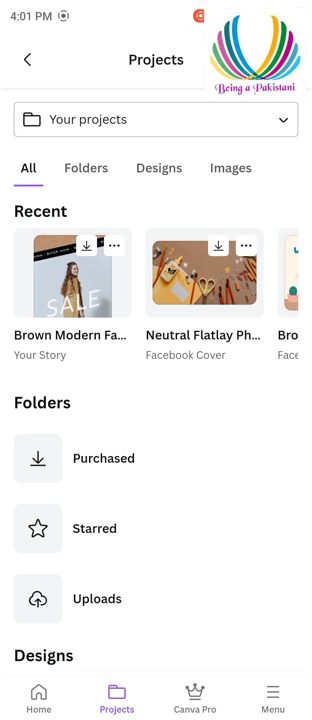 4:01 PM
Projects
Being a Pakistani
Your projects
All Folders Designs Images
Recent
SALE
Brown Modern Fa... Neutral Flatlay Ph... Bro
Your Story Facebook Cover Face
Folders
Purchased
Starred
Uploads
Designs
Home Projects Canva Pro Menu